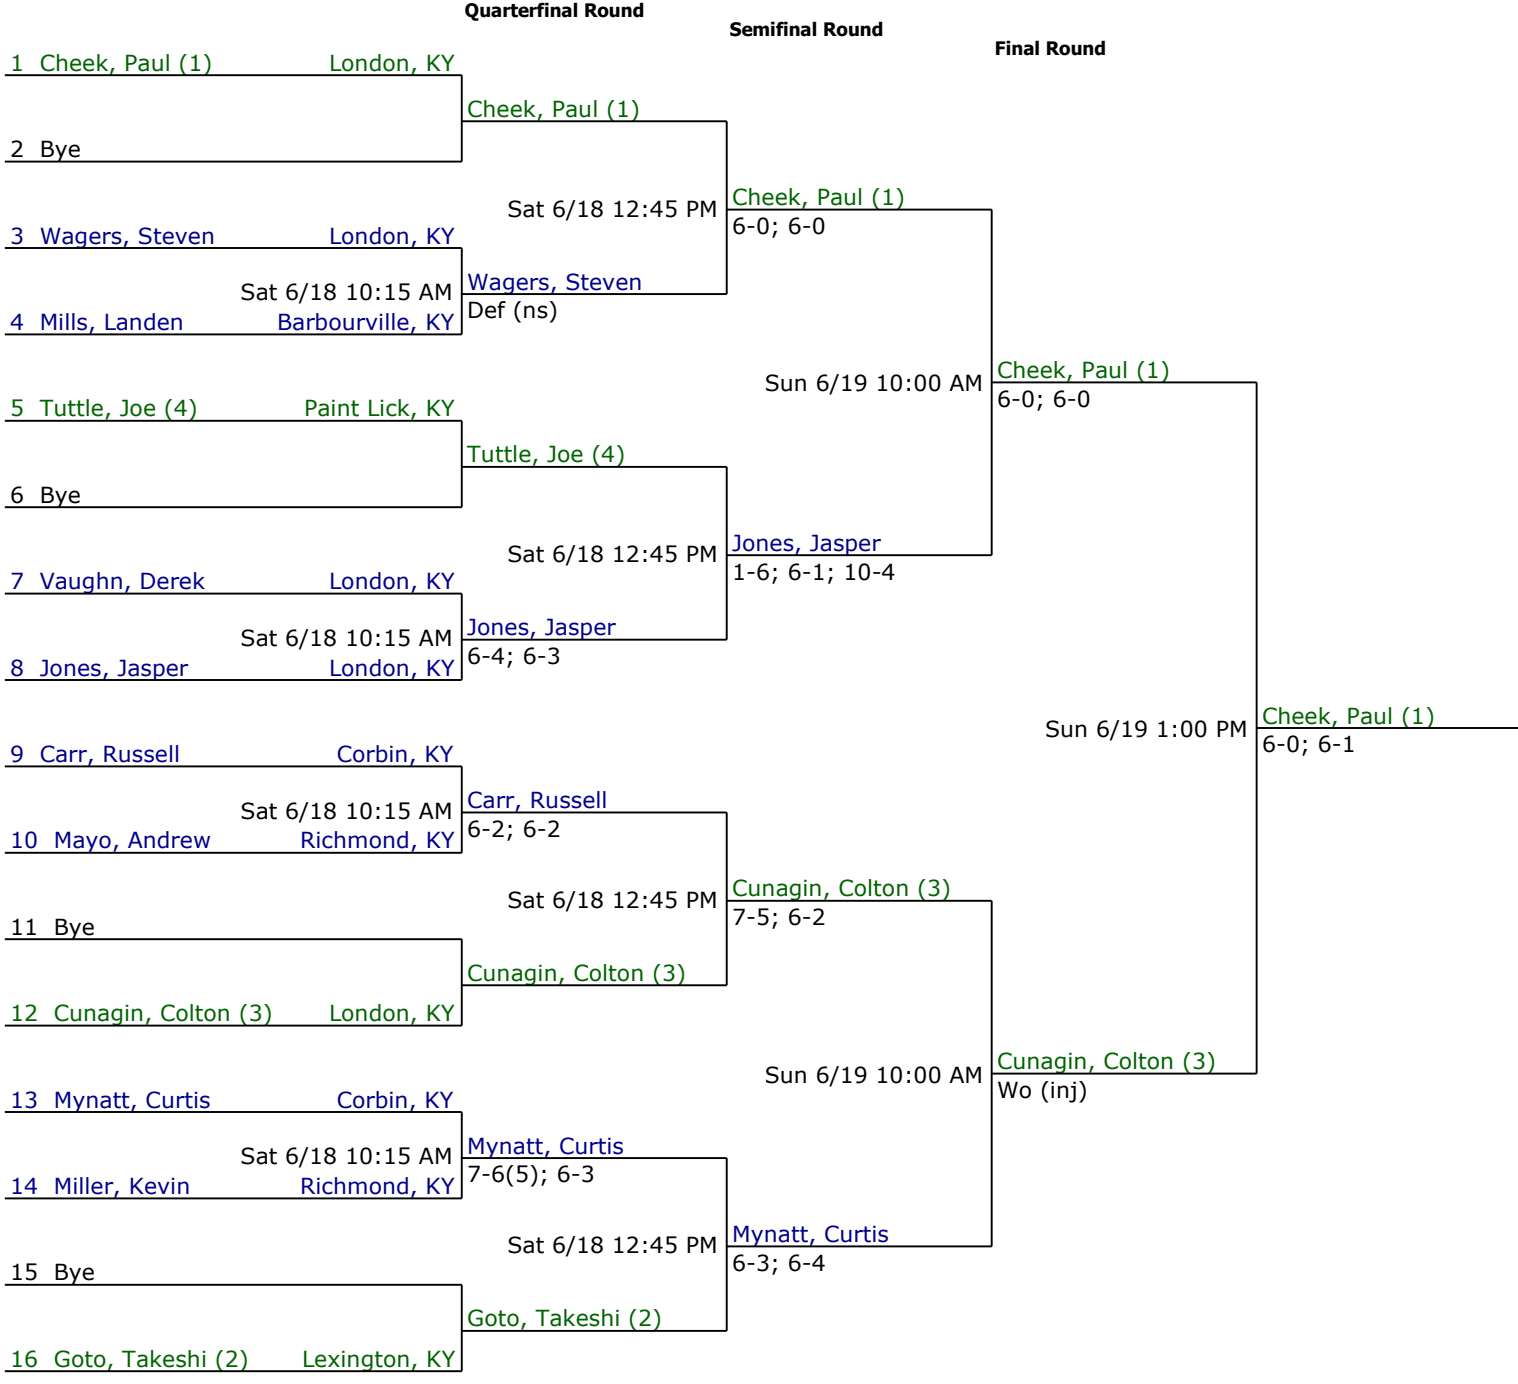 Quarterfinal Round
Semifinal Round
Final Round
1 Cheek, Paul (1) London, KY
Cheek, Paul (1)
2 Bye
Sat 6/18 12:45 PM
Cheek, Paul (1)
6-0; 6-0
3 Wagers, Steven London, KY
Sat 6/18 10:15 AM
Wagers, Steven
Def (ns)
4 Mills, Landen Barbourville, KY
Sun 6/19 10:00 AM
Cheek, Paul (1)
6-0; 6-0
5 Tuttle, Joe (4) Paint Lick, KY
Tuttle, Joe (4)
6 Bye
Sat 6/18 12:45 PM
Jones, Jasper
1-6; 6-1; 10-4
7 Vaughn, Derek London, KY
Sat 6/18 10:15 AM
Jones, Jasper
6-4; 6-3
8 Jones, Jasper London, KY
Sun 6/19 1:00 PM
Cheek, Paul (1)
6-0; 6-1
9 Carr, Russell Corbin, KY
Sat 6/18 10:15 AM
Carr, Russell
6-2; 6-2
10 Mayo, Andrew Richmond, KY
Sat 6/18 12:45 PM
Cunagin, Colton (3)
7-5; 6-2
11 Bye
Cunagin, Colton (3)
12 Cunagin, Colton (3) London, KY
Sun 6/19 10:00 AM
Cunagin, Colton (3)
Wo (inj)
13 Mynatt, Curtis Corbin, KY
Sat 6/18 10:15 AM
Mynatt, Curtis
7-6(5); 6-3
14 Miller, Kevin Richmond, KY
Sat 6/18 12:45 PM
Mynatt, Curtis
6-3; 6-4
15 Bye
Goto, Takeshi (2)
16 Goto, Takeshi (2) Lexington, KY